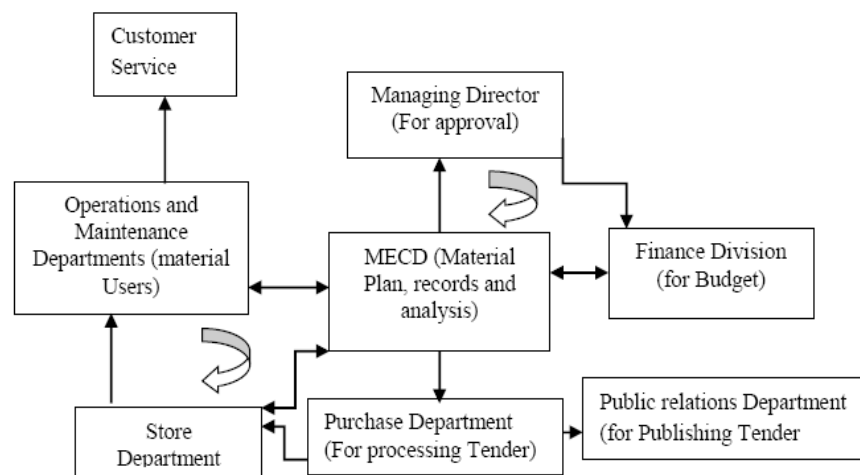 Customer
Service
Managing Director
(For approval)
Operations and
Maintenance
Departments (material
Users)
MECD (Material
Plan, records and
analysis)
Finance Division
(for Budget)
Store
Department
Purchase Department
(For processing Tender)
Public relations Department
(for Publishing Tender